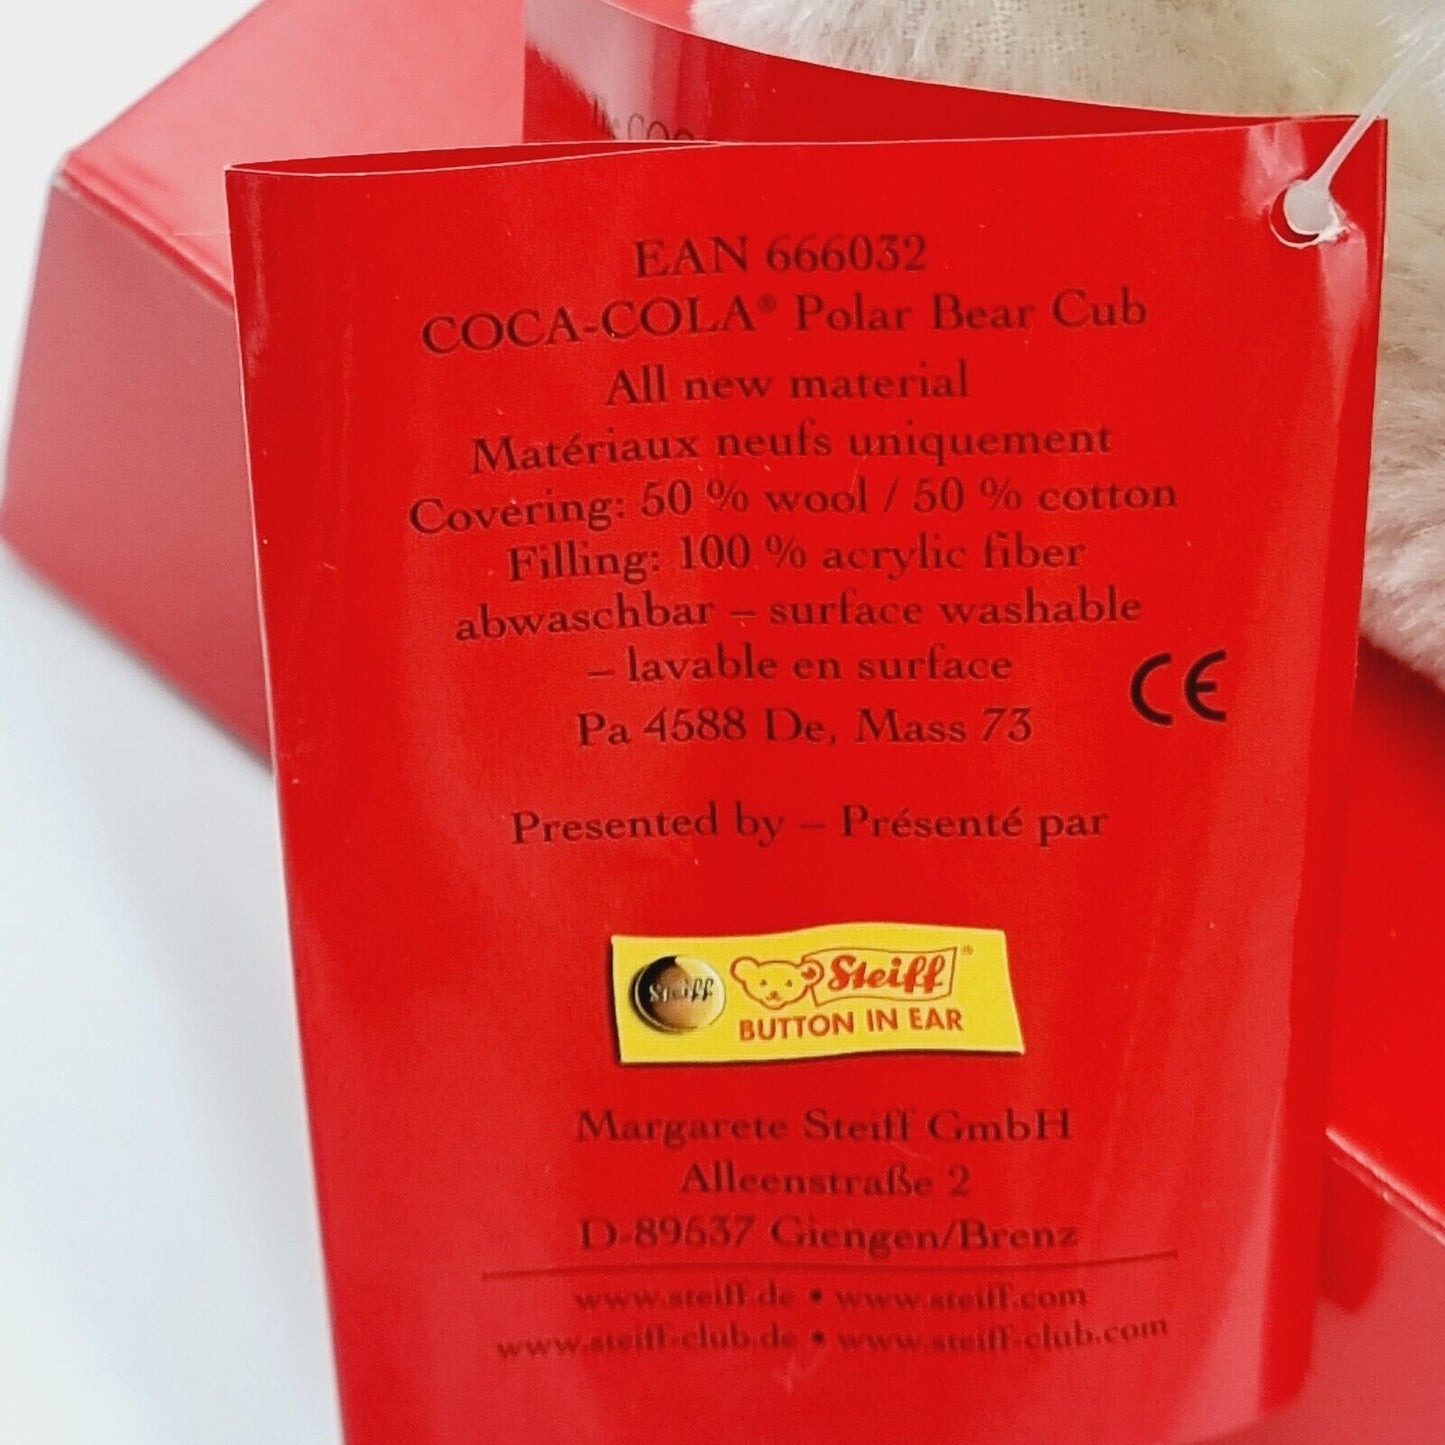 The COC
EAN 666032
COCA-COLA® Polar Bear Cub
All new material
Matériaux neufs uniquement
Covering: 50 % wool / 50 % cotton
Filling: 100 % acrylic fiber
abwaschbar – surface washable
– lavable en surface
CE
Pa 4588 De, Mass 73
Presented by – Présenté par
Steiff
Steiff®
BUTTON IN EAR
Margarete Steiff GmbH
Alleenstraße 2
D-89537 Giengen/Brenz
www.steiff.de • www.steiff.com
www.steiff-club.de • www.steiff-club.com